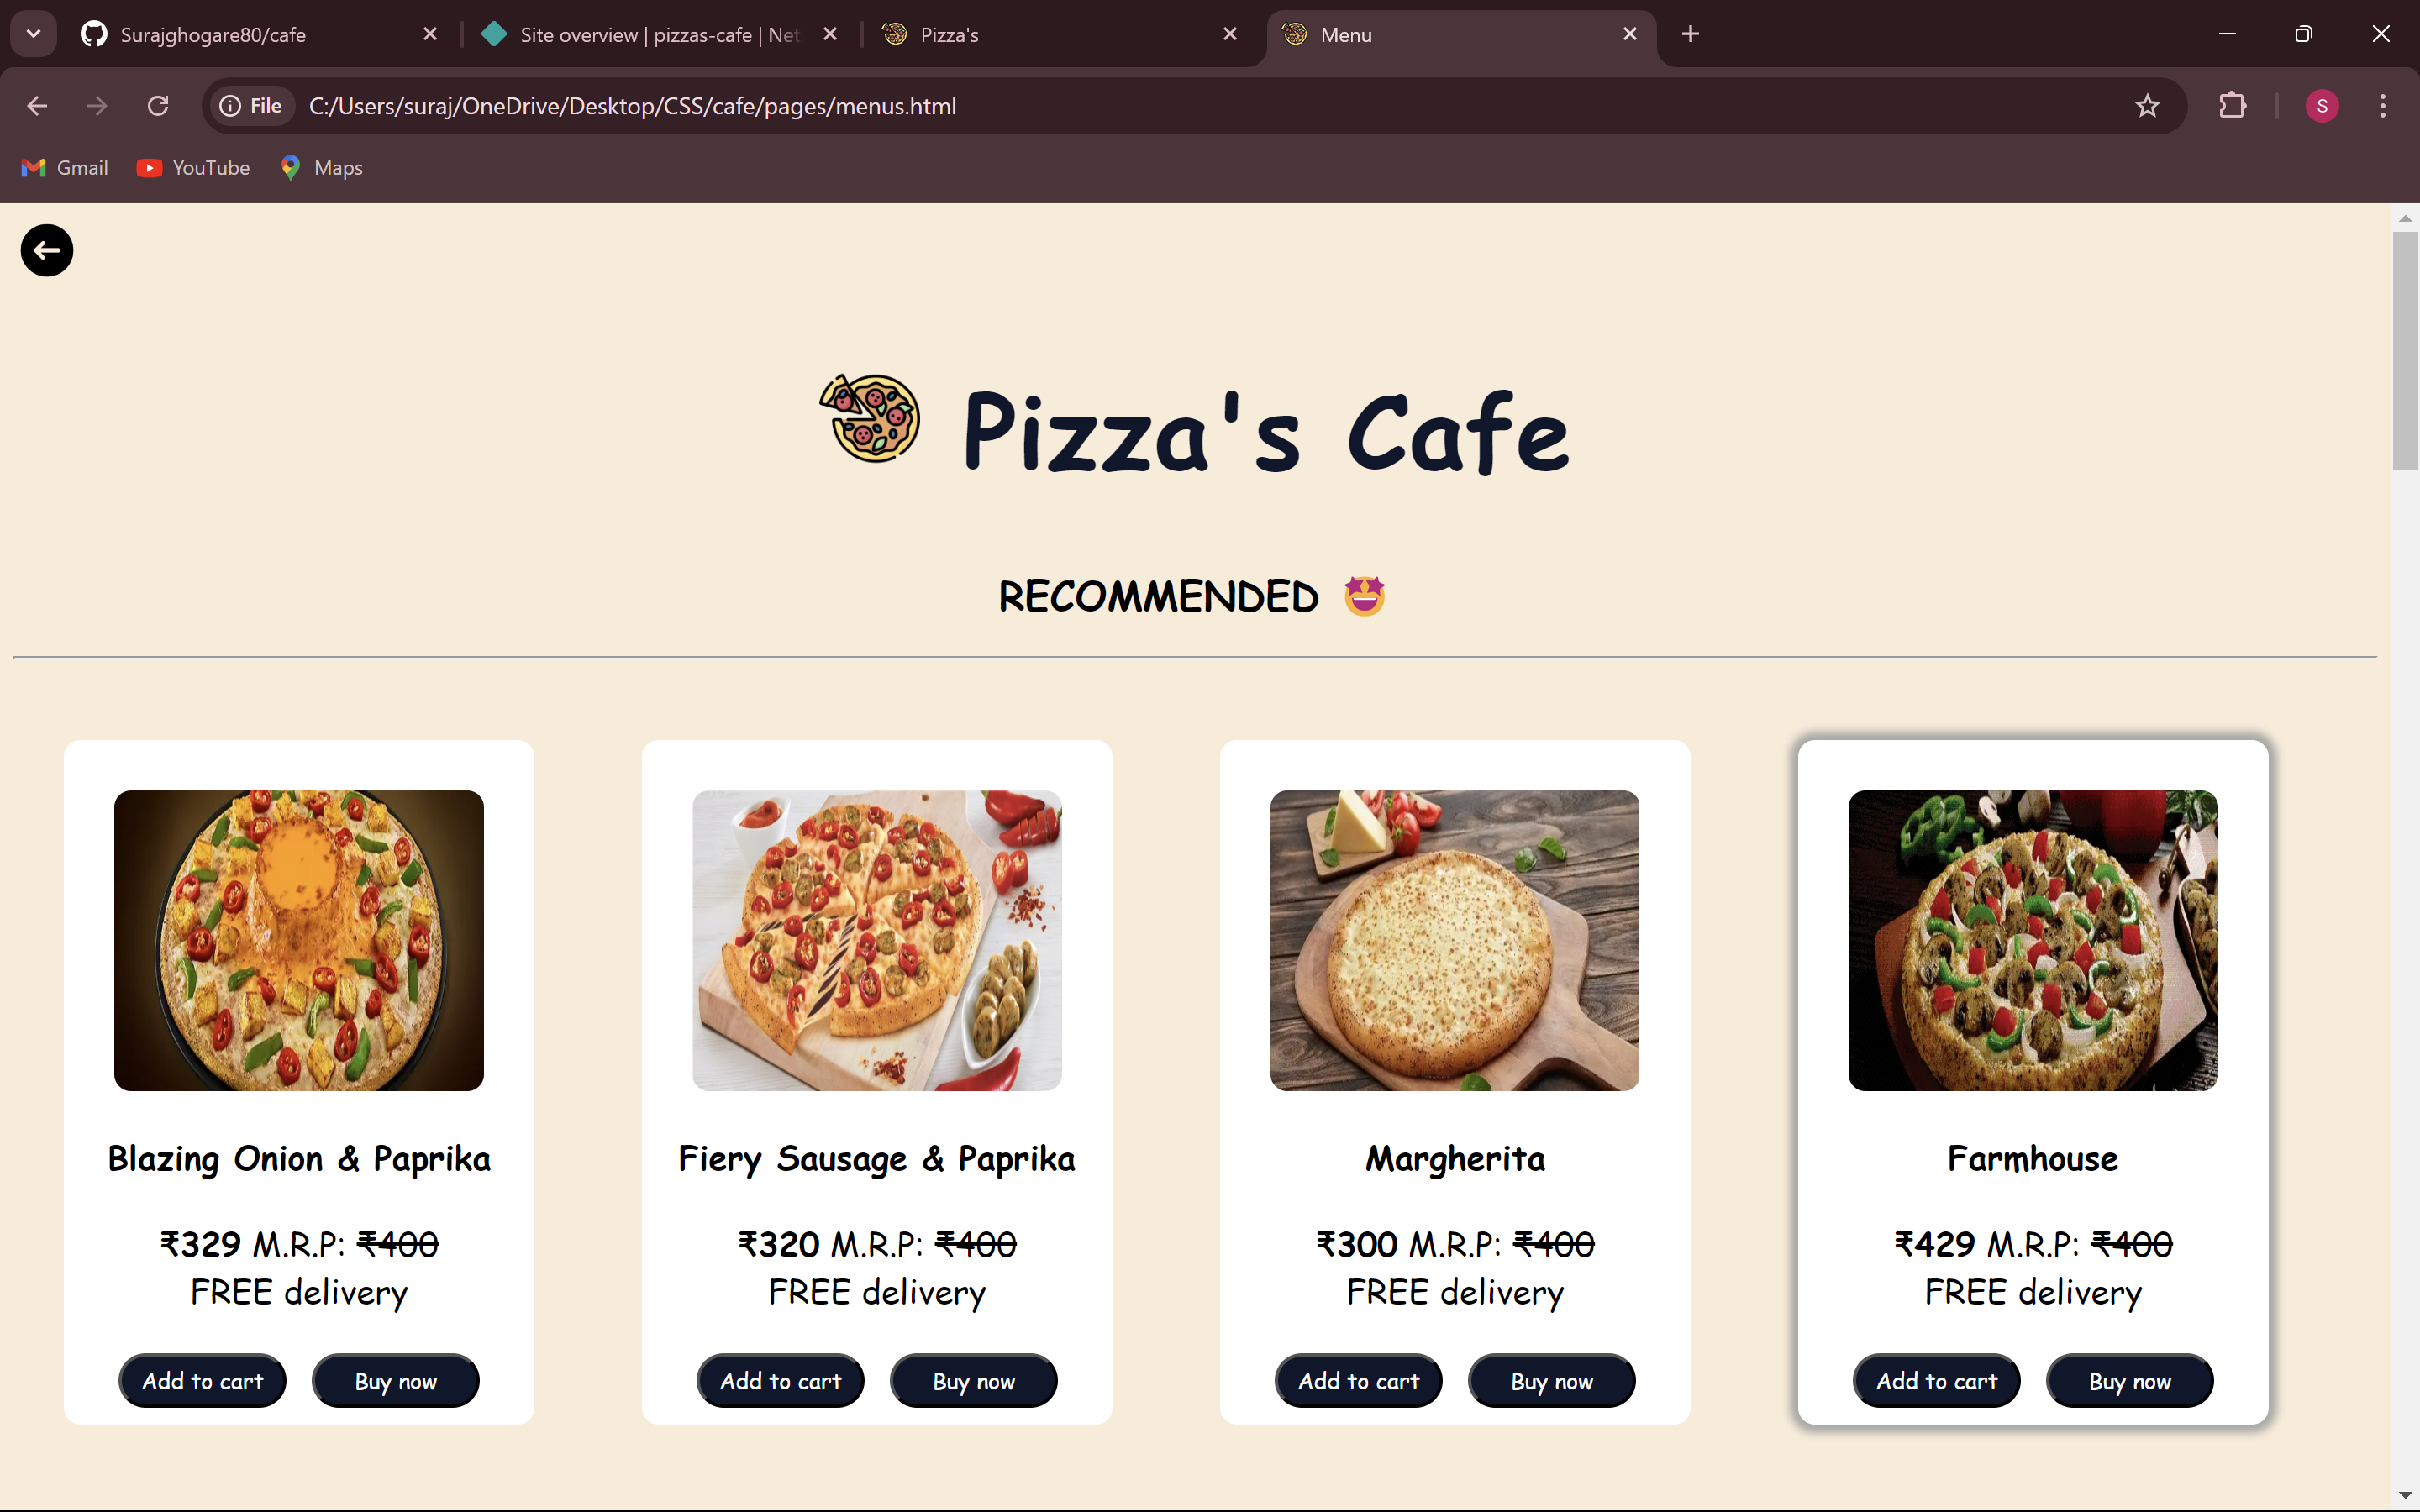 Surajghogare80/cafe
Site overview | pizzas-cafe | Net
Pizza's
Menu
File C:/Users/suraj/OneDrive/Desktop/CSS/cafe/pages/menus.html
S
Gmail YouTube Maps
Pizza's Cafe
RECOMMENDED 🤩
Blazing Onion & Paprika
₹329 M.R.P: ₹400
FREE delivery
Add to cart Buy now
Fiery Sausage & Paprika
₹320 M.R.P: ₹400
FREE delivery
Add to cart Buy now
Margherita
₹300 M.R.P: ₹400
FREE delivery
Add to cart Buy now
Farmhouse
₹429 M.R.P: ₹400
FREE delivery
Add to cart Buy now